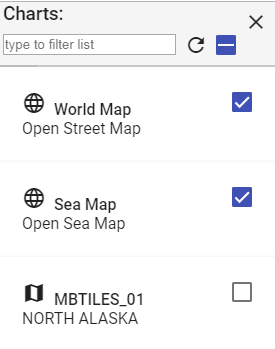 Charts:
type to filter list
World Map
Open Street Map
Sea Map
Open Sea Map
MBTILES_01
NORTH ALASKA